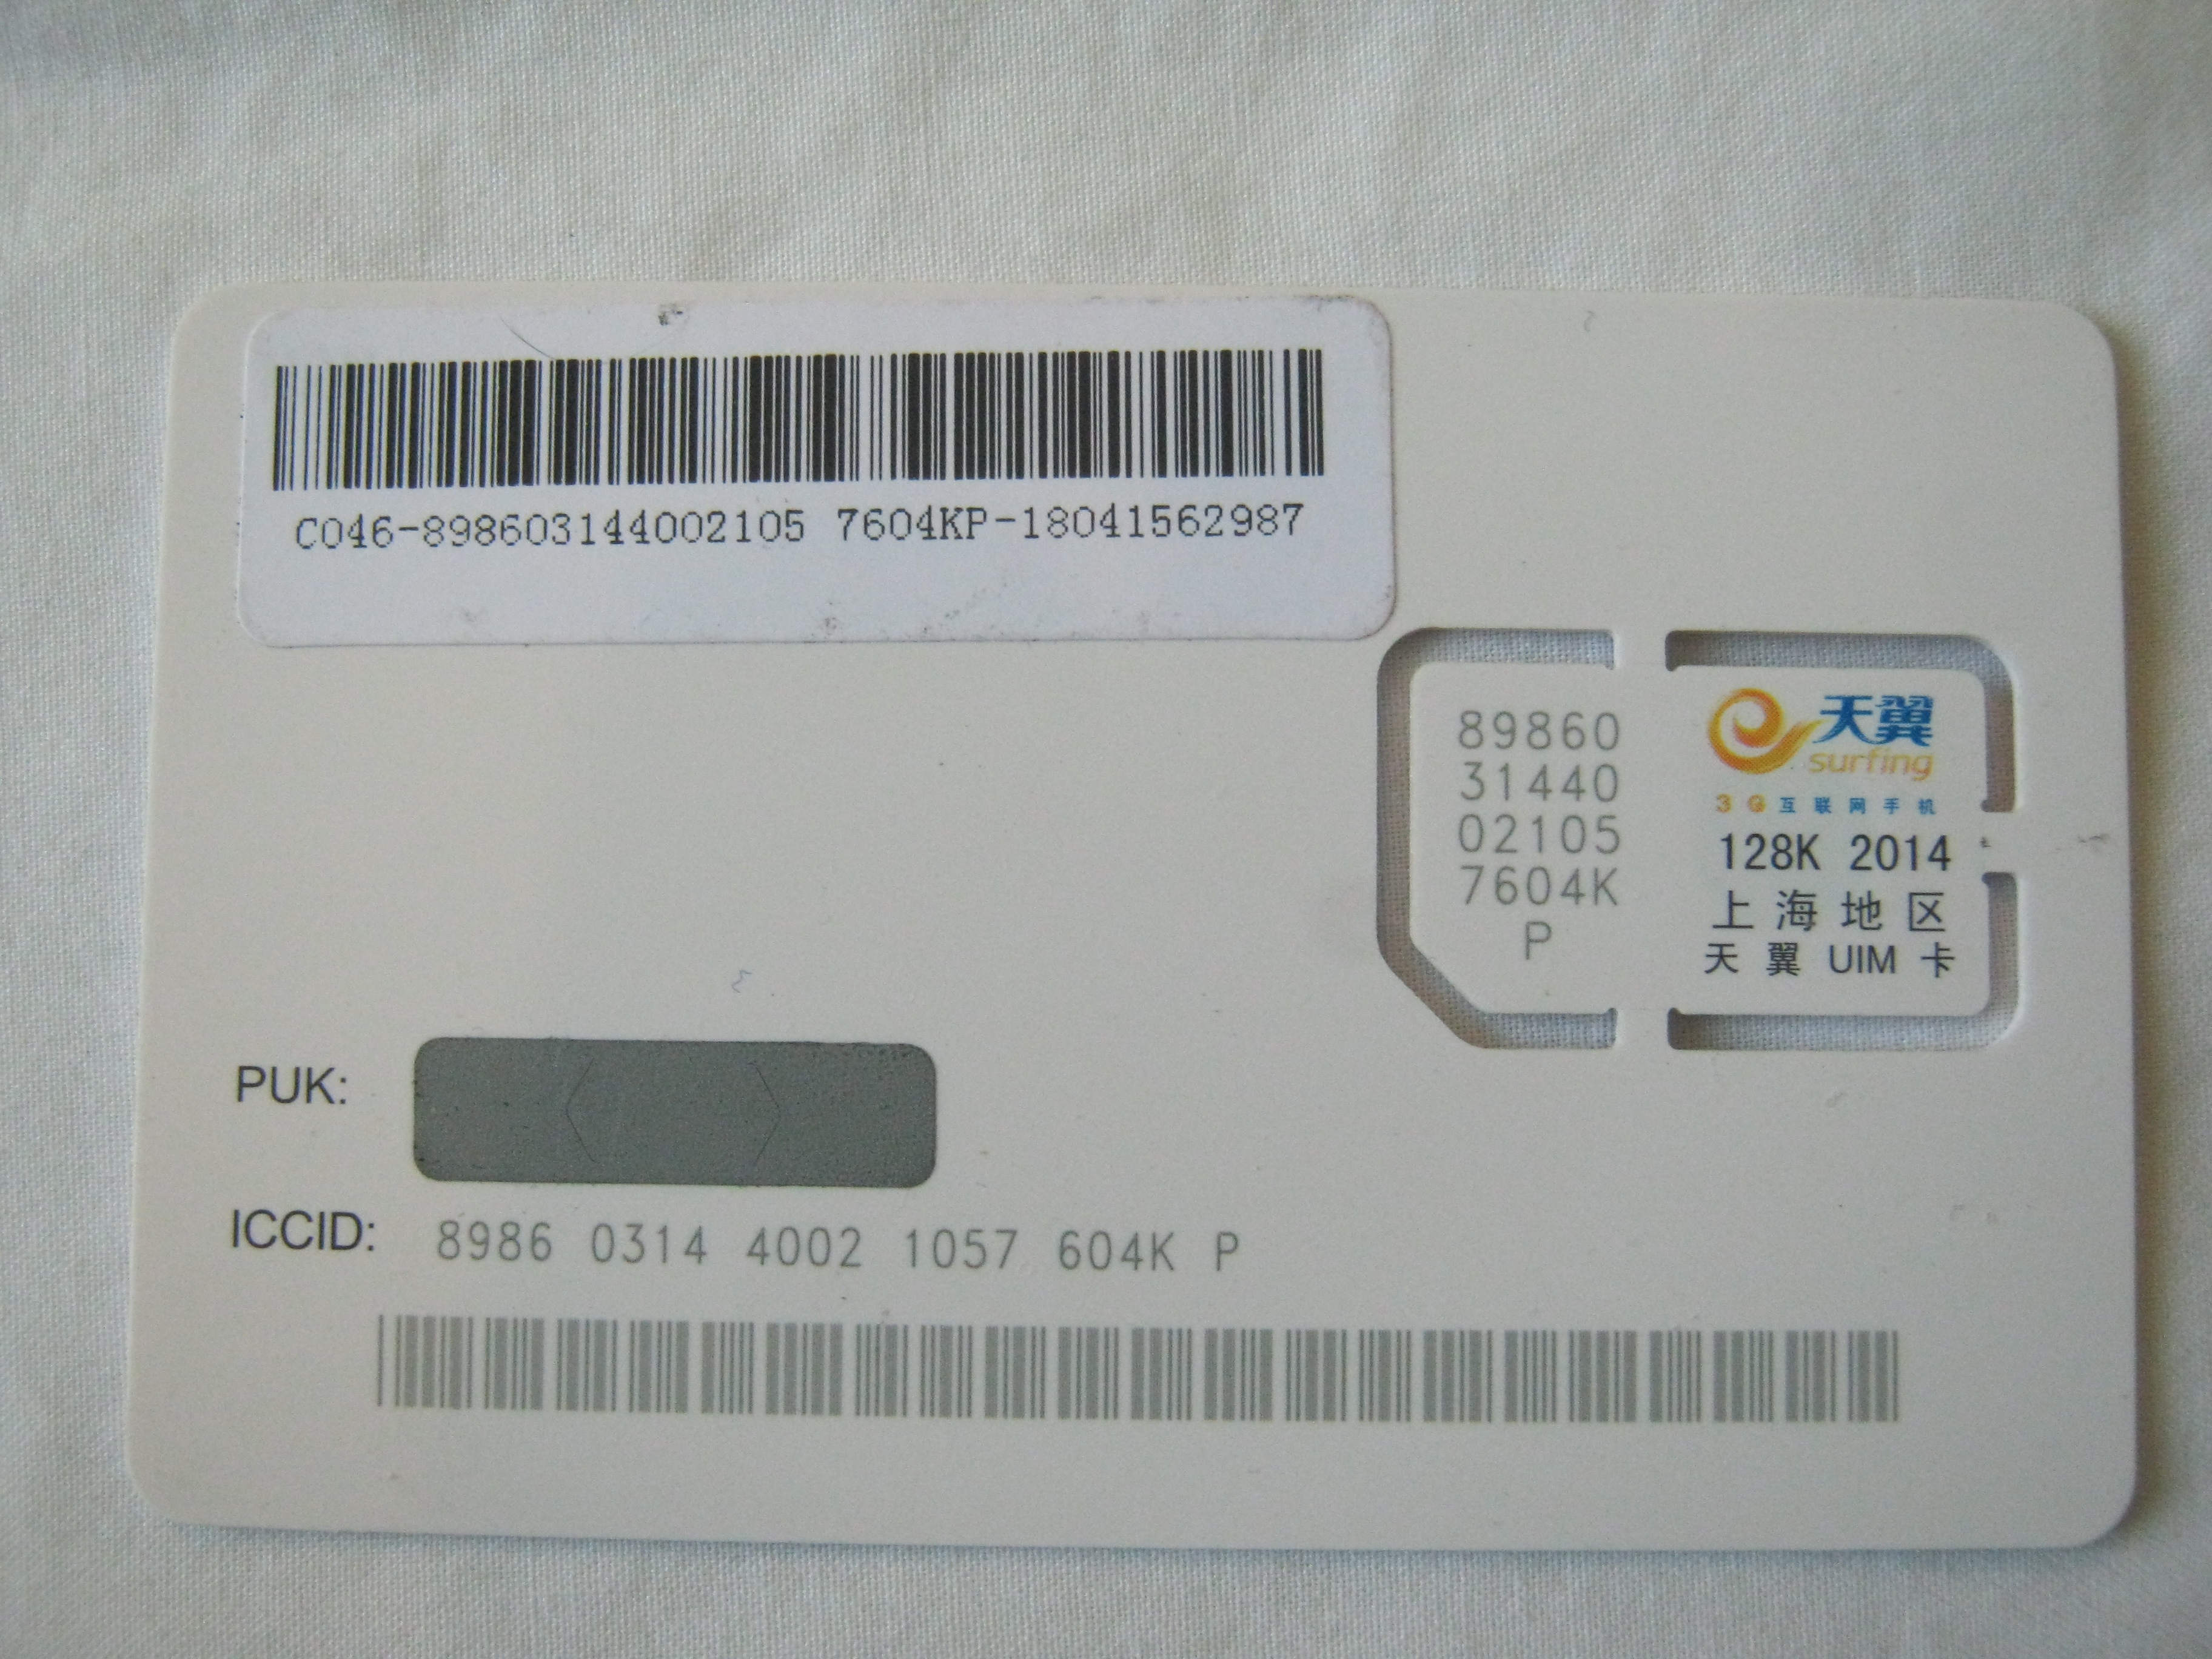 C046-898603144002105 7604KP-18041562987
89860
31440
02105
7604K
P
天翼
surfing
3G互联网手机
128K 2014
上海地区
天翼 UIM 卡
PUK:
ICCID: 8986 0314 4002 1057 604K P